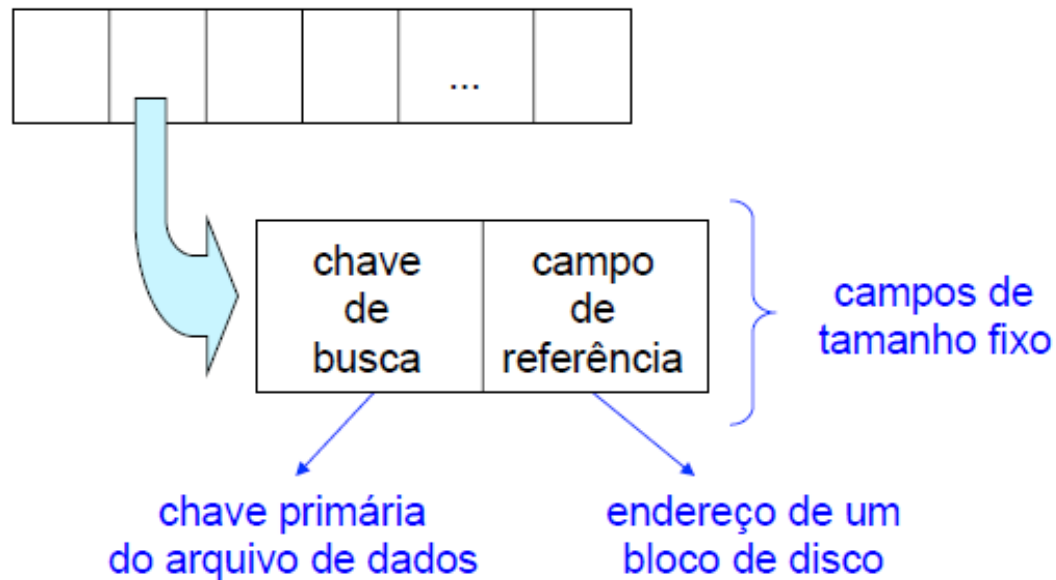 ...
chave
de
busca
campo
de
referência
campos de
tamanho fixo
chave primária
do arquivo de dados
endereço de um
bloco de disco